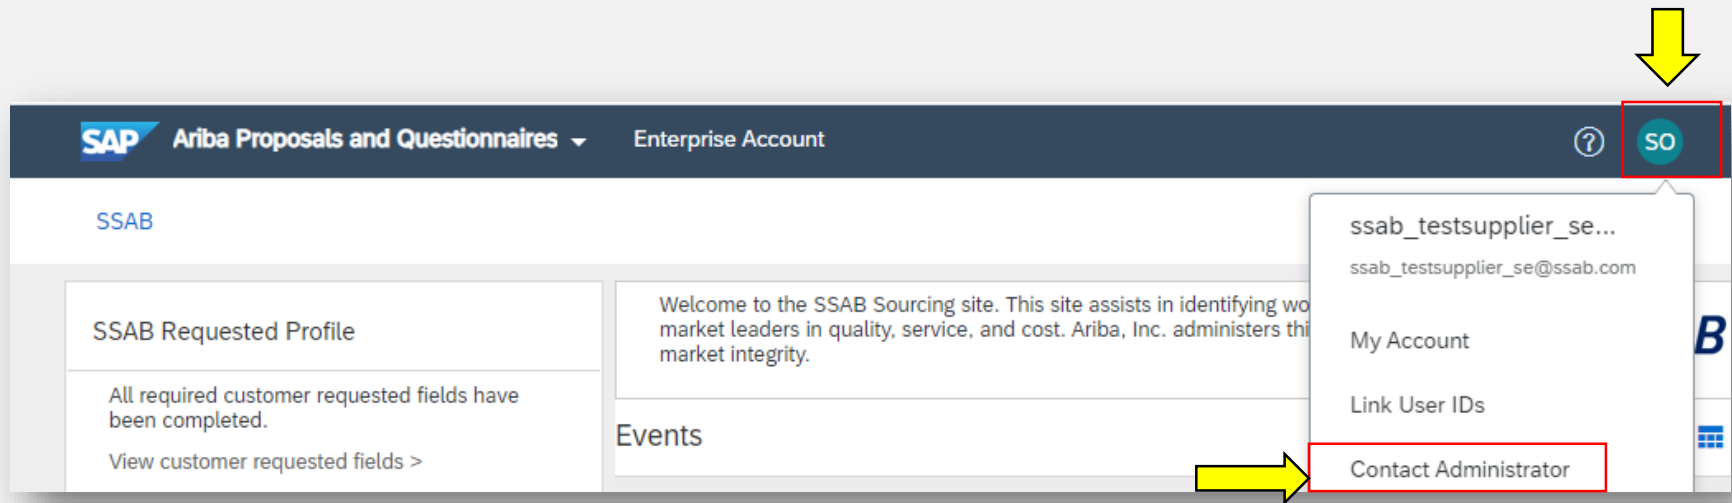 SAP Ariba Proposals and Questionnaires Enterprise Account ? SO
SSAB
ssab_testsupplier_se...
ssab_testsupplier_se@ssab.com
My Account
Link User IDs
Contact Administrator
SSAB Requested Profile
All required customer requested fields have
been completed.
View customer requested fields >
Welcome to the SSAB Sourcing site. This site assists in identifying wo
market leaders in quality, service, and cost. Ariba, Inc. administers thi
market integrity.
B
Events